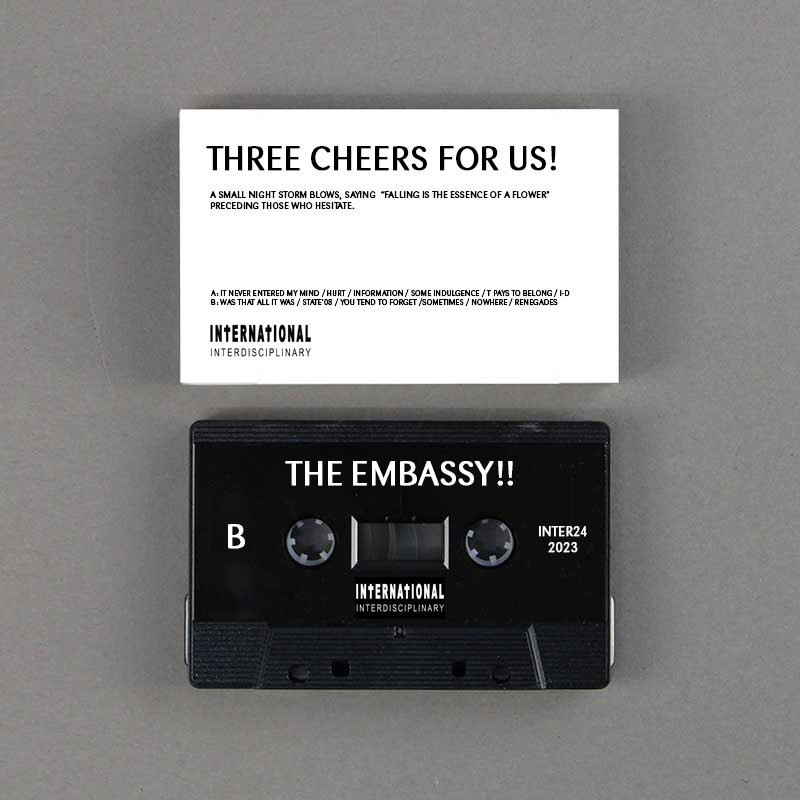 THREE CHEERS FOR US!
A SMALL NIGHT STORM BLOWS, SAYING "FALLING IS THE ESSENCE OF A FLOWER"
PRECEDING THOSE WHO HESITATE.
A: IT NEVER ENTERED MY MIND / HURT / INFORMATION / SOME INDULGENCE / T PAYS TO BELONG / I-D
B: WAS THAT ALL IT WAS / STATE'08 / YOU TEND TO FORGET /SOMETIMES / NOWHERE / RENEGADES
INTERNATIONAL
INTERDISCIPLINARY
THE EMBASSY!!
B
INTER24
2023
INTERNATIONAL
INTERDISCIPLINARY